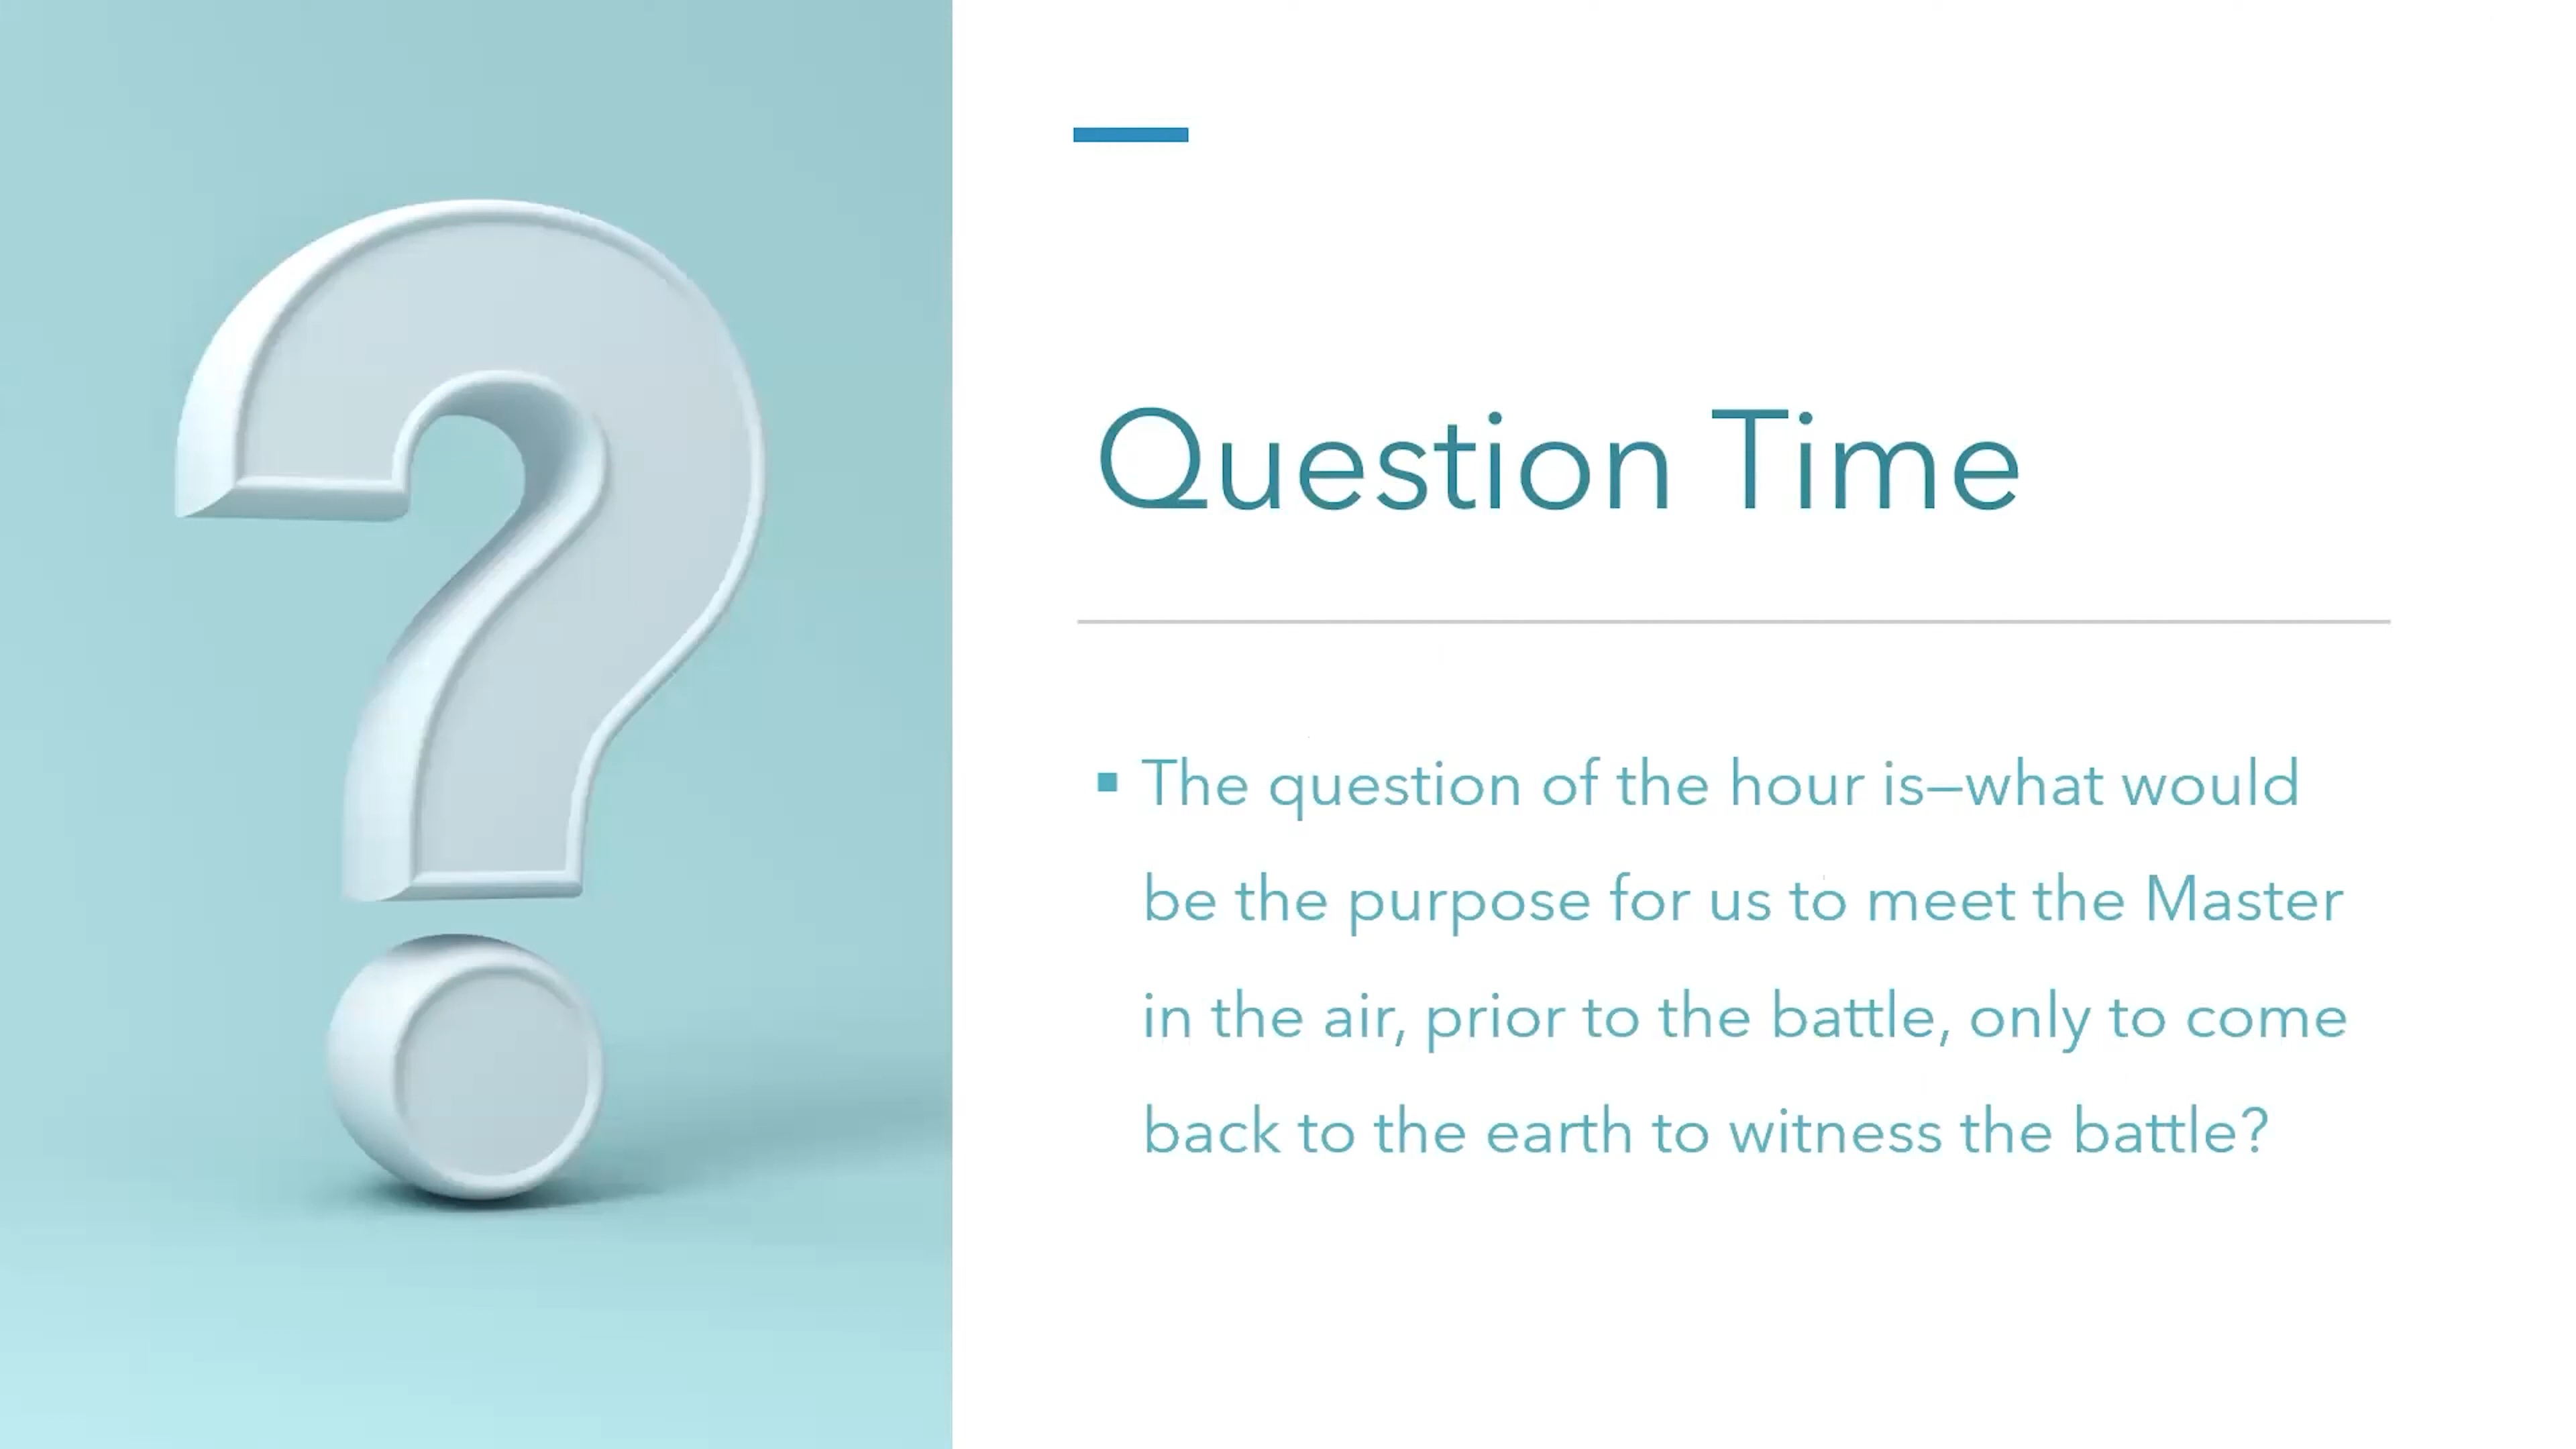 Question Time
▪ The question of the hour is—what would
be the purpose for us to meet the Master
in the air, prior to the battle, only to come
back to the earth to witness the battle?